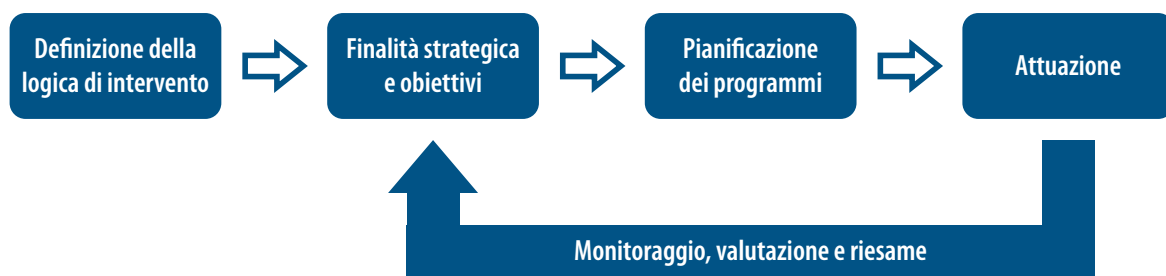 Definizione della
logica di intervento
Finalità strategica
e obiettivi
Pianificazione
dei programmi
Attuazione
Monitoraggio, valutazione e riesame